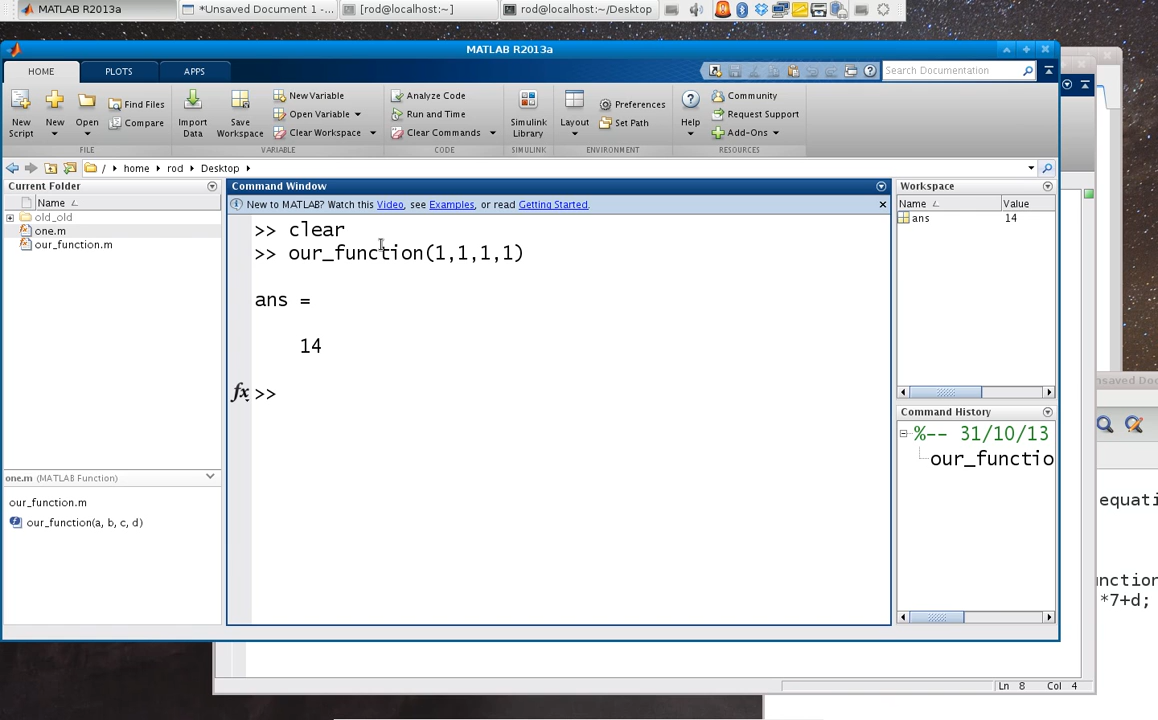 MATLAB R2013a
*Unsaved Document 1 -...
[rod@localhost:~]
rod@localhost:~/Desktop
MATLAB R2013a
HOME
PLOTS
APPS
Search Documentation
New Script
New
Open
Find Files
Compare
Import Data
Save Workspace
New Variable
Open Variable
Clear Workspace
Analyze Code
Run and Time
Clear Commands
Simulink Library
Layout
Preferences
Set Path
Help
Community
Request Support
Add-Ons
FILE
VARIABLE
CODE
SIMULINK
ENVIRONMENT
RESOURCES
/ home rod Desktop
Current Folder
Name
old_old
one.m
our_function.m
one.m (MATLAB Function)
our_function.m
our_function(a, b, c, d)
Command Window
New to MATLAB? Watch this Video, see Examples, or read Getting Started.
>> clear
>> our_function(1,1,1,1)
ans =
14
fx >>
Workspace
Name Value
ans 14
Command History
%-- 31/10/13
our_functio
nsaved Doc
equati
unction
*7+d;
Ln 8 Col 4